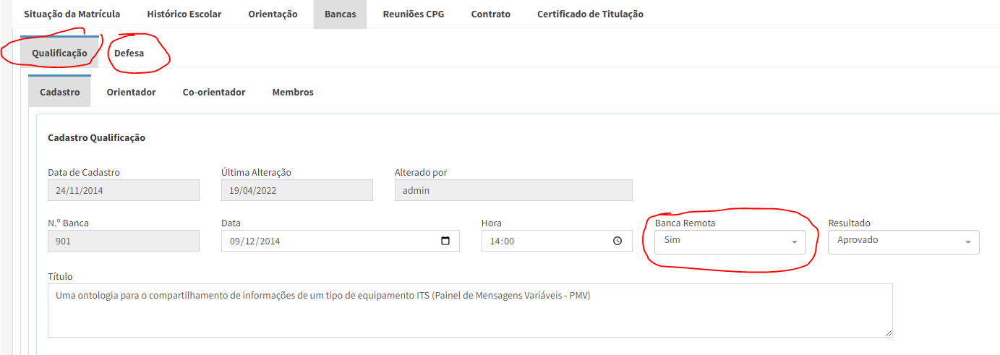 Situação da Matrícula Histórico Escolar Orientação Bancas Reuniões CPG Contrato Certificado de Titulação
Qualificação Defesa
Cadastro Orientador Co-orientador Membros
Cadastro Qualificação
Data de Cadastro Última Alteração Alterado por
24/11/2014 19/04/2022 admin
N.º Banca Data Hora Banca Remota Resultado
901 09/12/2014 14:00 Sim Aprovado
Título
Uma ontologia para o compartilhamento de informações de um tipo de equipamento ITS (Painel de Mensagens Variáveis - PMV)